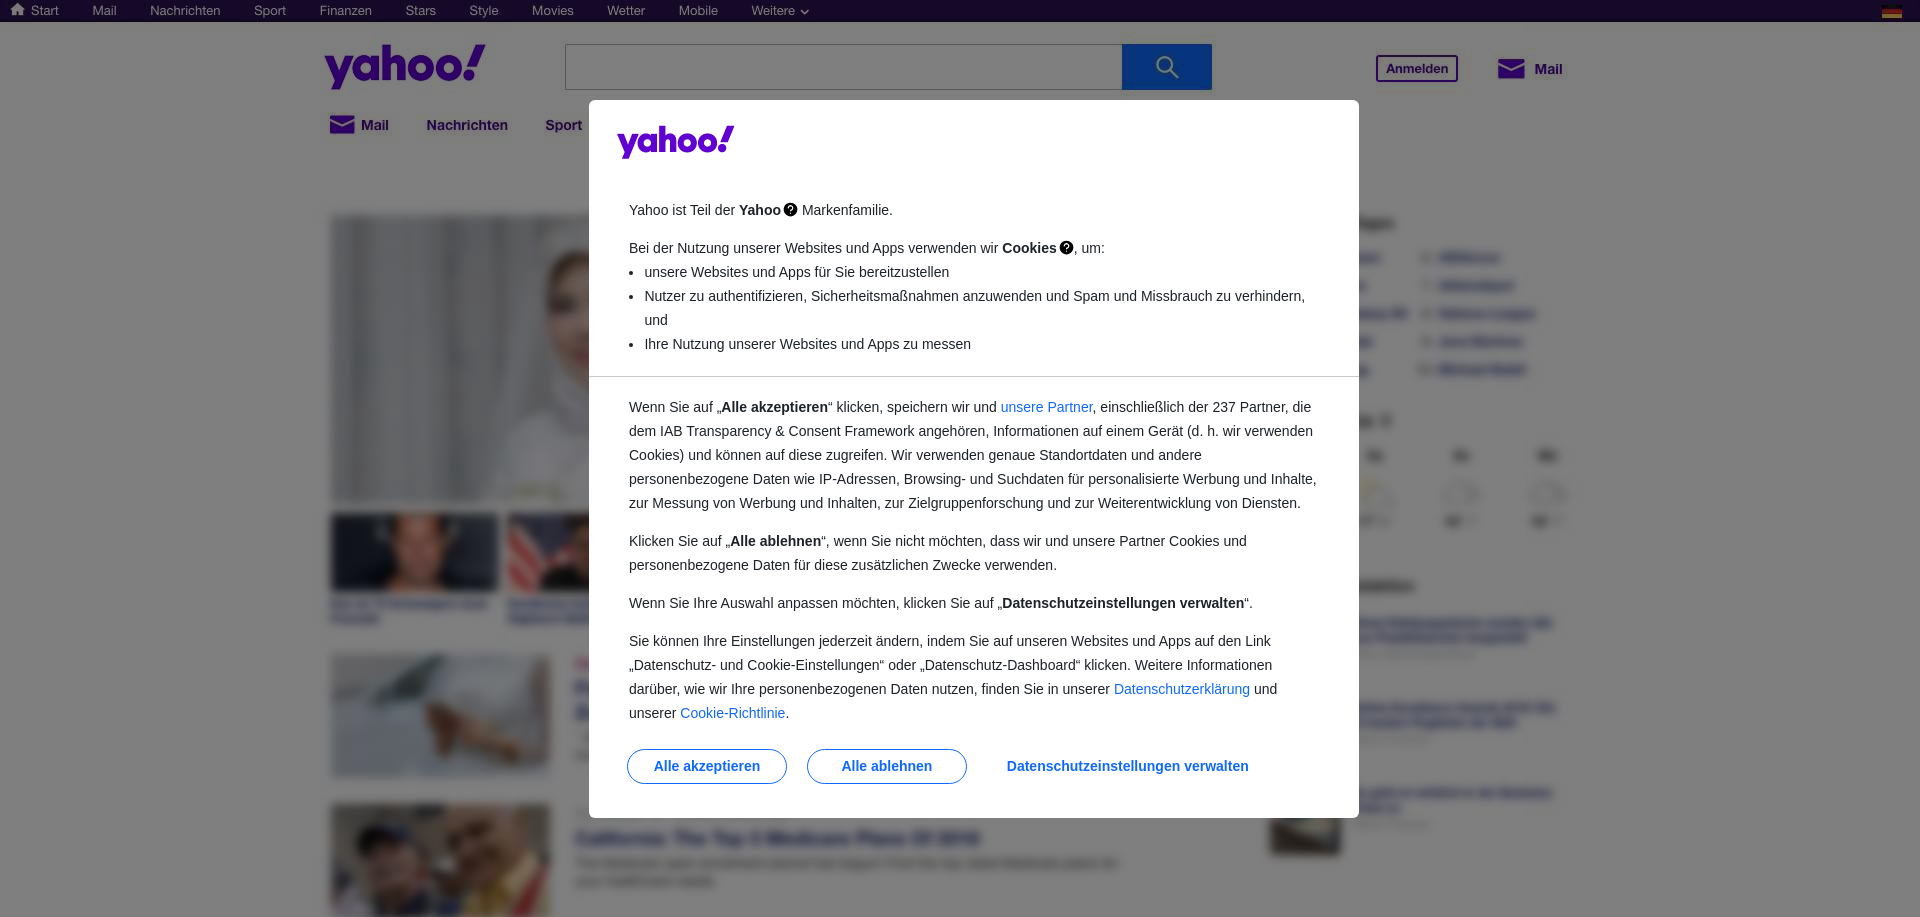 Start Mail Nachrichten Sport Finanzen Stars Style Movies Wetter Mobile Weitere
yahoo!
Anmelden Mail
Mail Nachrichten Sport
yahoo!
Yahoo ist Teil der Yahoo Markenfamilie.
Bei der Nutzung unserer Websites und Apps verwenden wir Cookies, um:
• unsere Websites und Apps für Sie bereitzustellen
• Nutzer zu authentifizieren, Sicherheitsmaßnahmen anzuwenden und Spam und Missbrauch zu verhindern,
und
• Ihre Nutzung unserer Websites und Apps zu messen
Wenn Sie auf „Alle akzeptieren“ klicken, speichern wir und unsere Partner, einschließlich der 237 Partner, die
dem IAB Transparency & Consent Framework angehören, Informationen auf einem Gerät (d. h. wir verwenden
Cookies) und können auf diese zugreifen. Wir verwenden genaue Standortdaten und andere
personenbezogene Daten wie IP-Adressen, Browsing- und Suchdaten für personalisierte Werbung und Inhalte,
zur Messung von Werbung und Inhalten, zur Zielgruppenforschung und zur Weiterentwicklung von Diensten.
Klicken Sie auf „Alle ablehnen“, wenn Sie nicht möchten, dass wir und unsere Partner Cookies und
personenbezogene Daten für diese zusätzlichen Zwecke verwenden.
Wenn Sie Ihre Auswahl anpassen möchten, klicken Sie auf „Datenschutzeinstellungen verwalten“.
Sie können Ihre Einstellungen jederzeit ändern, indem Sie auf unseren Websites und Apps auf den Link
„Datenschutz- und Cookie-Einstellungen“ oder „Datenschutz-Dashboard“ klicken. Weitere Informationen
darüber, wie wir Ihre personenbezogenen Daten nutzen, finden Sie in unserer Datenschutzerklärung und
unserer Cookie-Richtlinie.
Alle akzeptieren Alle ablehnen Datenschutzeinstellungen verwalten
California: The Top 5 Medicare Plans Of 2018